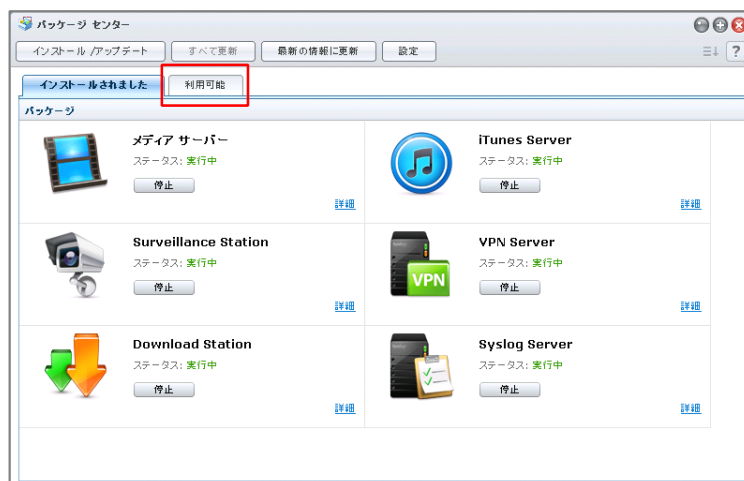 パッケージ センター
インストール /アップデート すべて更新 最新の情報に更新 設定 ?
インストールされました 利用可能
パッケージ
メディア サーバー
ステータス: 実行中
停止
詳細
iTunes Server
ステータス: 実行中
停止
詳細
Surveillance Station
ステータス: 実行中
停止
詳細
VPN Server
ステータス: 実行中
停止
VPN
詳細
Download Station
ステータス: 実行中
停止
詳細
Syslog Server
ステータス: 実行中
停止
詳細